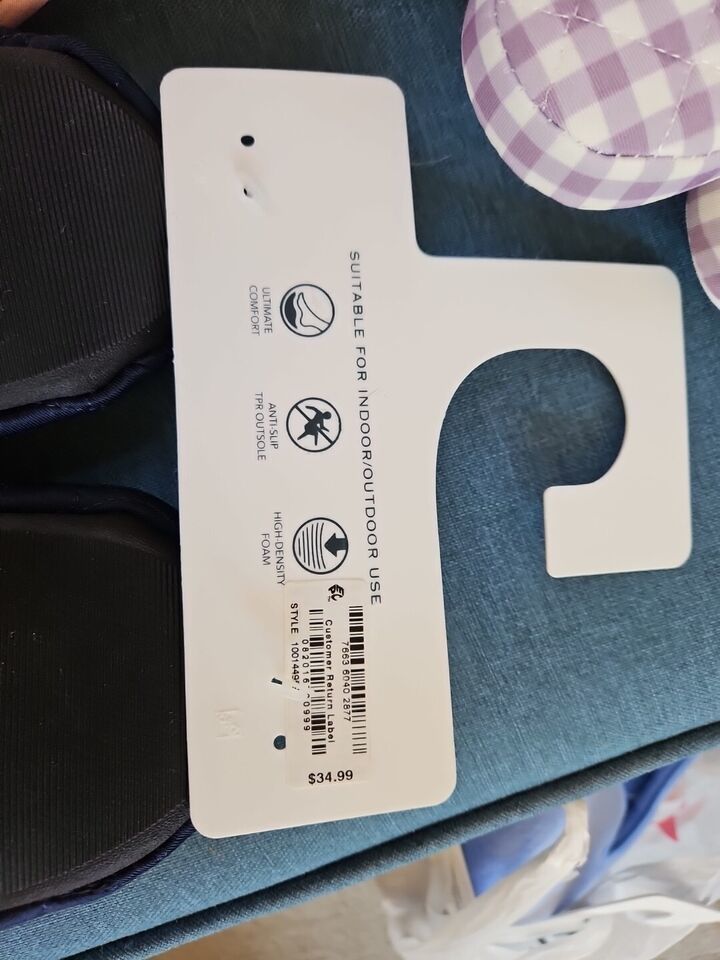 SUITABLE FOR INDOOR/OUTDOOR USE
ULTIMATE
COMFORT
ANTI-SLIP
TPR OUTSOLE
HIGH-DENSITY
FOAM
7663 6040 2877
Customer Return Label
STYLE
$34.99